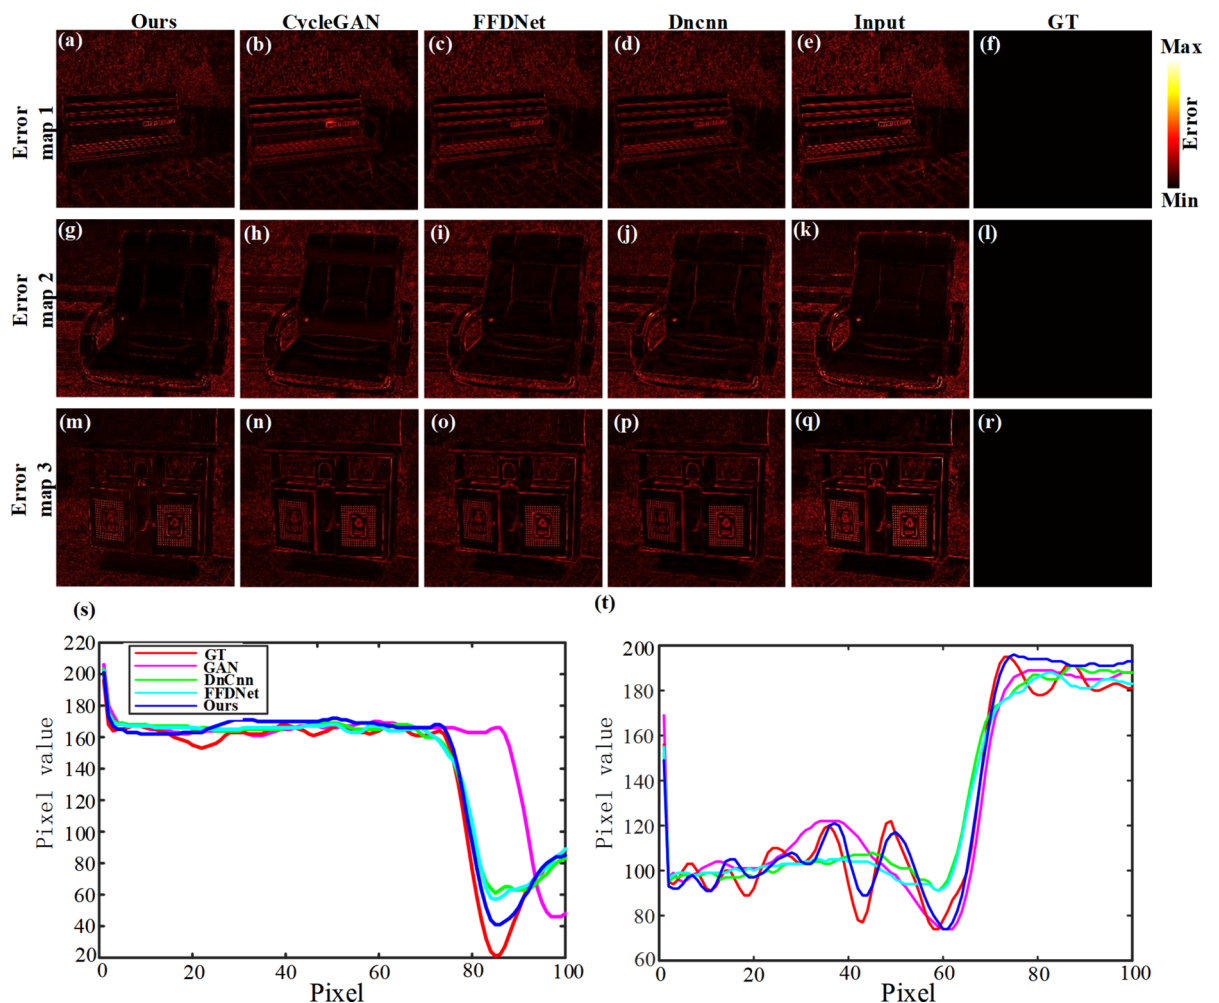 Ours CycleGAN FFDNet Dncnn Input GT
Error map 1
(a) (b) (c) (d) (e) (f)
Max
Error
Min
Error map 2
(g) (h) (i) (j) (k) (l)
Error map 3
(m) (n) (o) (p) (q) (r)
(s) (t)
220
200
180
160
140
120
100
80
60
40
20
0 20 40 60 80 100
Pixel value
Pixel
GT
GAN
DnCnn
FFDNet
Ours
200
180
160
140
120
100
80
60
0 20 40 60 80 100
Pixel value
Pixel